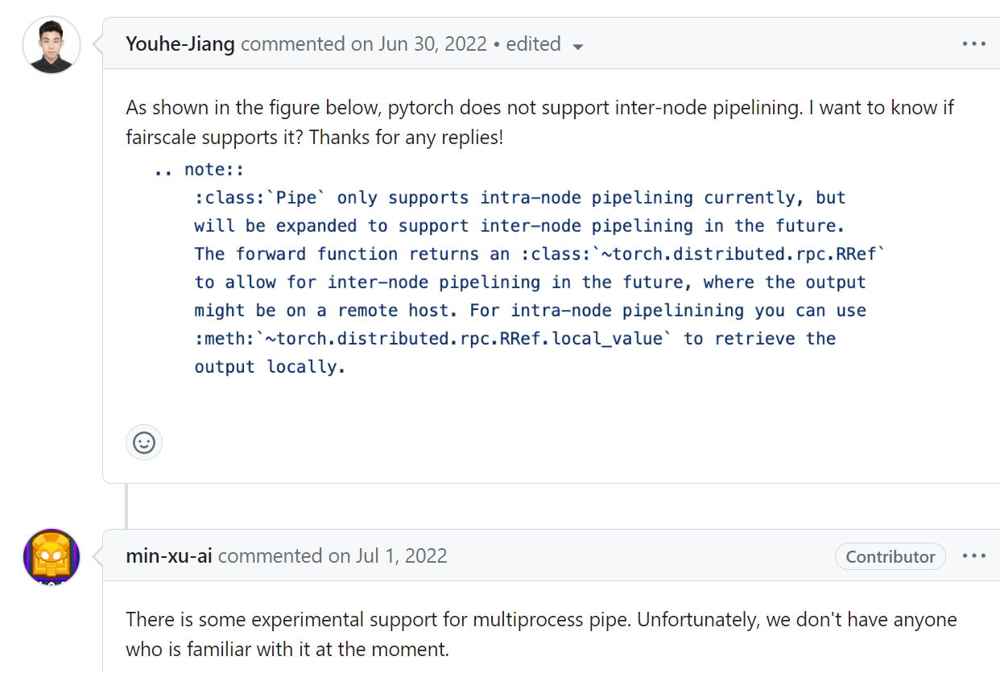 Youhe-Jiang commented on Jun 30, 2022 • edited
As shown in the figure below, pytorch does not support inter-node pipelining. I want to know if
fairscale supports it? Thanks for any replies!
.. note::
:class:`Pipe` only supports intra-node pipelining currently, but
will be expanded to support inter-node pipelining in the future.
The forward function returns an :class:`~torch.distributed.rpc.RRef`
to allow for inter-node pipelining in the future, where the output
might be on a remote host. For intra-node pipelinining you can use
:meth:`~torch.distributed.rpc.RRef.local_value` to retrieve the
output locally.
min-xu-ai commented on Jul 1, 2022 Contributor
There is some experimental support for multiprocess pipe. Unfortunately, we don't have anyone
who is familiar with it at the moment.